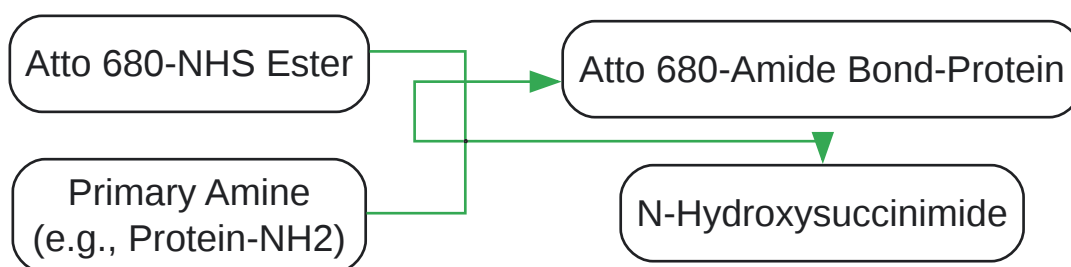 Atto 680-NHS Ester
Atto 680-Amide Bond-Protein
Primary Amine
(e.g., Protein-NH2)
N-Hydroxysuccinimide